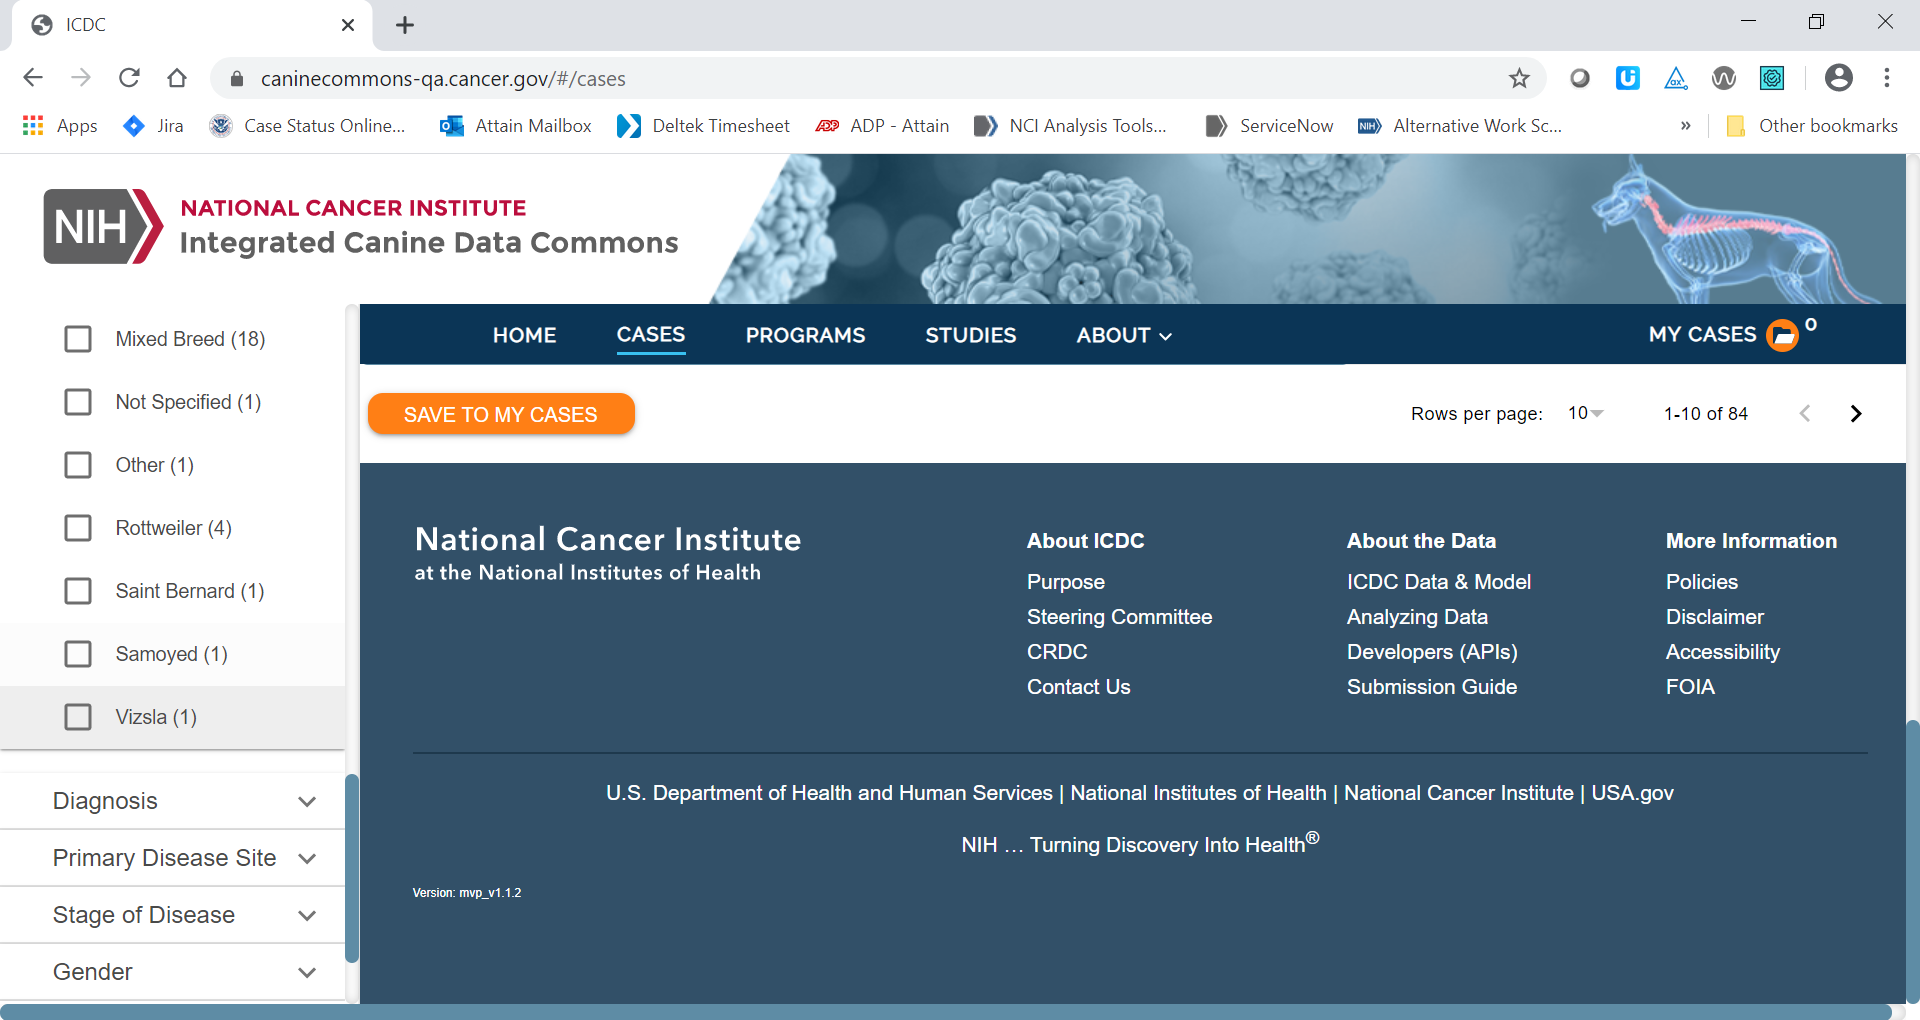 ICDC
caninecommons-qa.cancer.gov/#/cases
Apps
Jira
Case Status Online...
Attain Mailbox
Deltek Timesheet
ADP - Attain
NCI Analysis Tools...
ServiceNow
NIH Alternative Work Sc...
»
Other bookmarks
NIH
NATIONAL CANCER INSTITUTE
Integrated Canine Data Commons
HOME
CASES
PROGRAMS
STUDIES
ABOUT
MY CASES 0
Mixed Breed (18)
Not Specified (1)
Other (1)
Rottweiler (4)
Saint Bernard (1)
Samoyed (1)
Vizsla (1)
Diagnosis
Primary Disease Site
Stage of Disease
Gender
SAVE TO MY CASES
Rows per page: 10
1-10 of 84
National Cancer Institute
at the National Institutes of Health
About ICDC
Purpose
Steering Committee
CRDC
Contact Us
About the Data
ICDC Data & Model
Analyzing Data
Developers (APIs)
Submission Guide
More Information
Policies
Disclaimer
Accessibility
FOIA
U.S. Department of Health and Human Services | National Institutes of Health | National Cancer Institute | USA.gov
NIH … Turning Discovery Into Health®
Version: mvp_v1.1.2